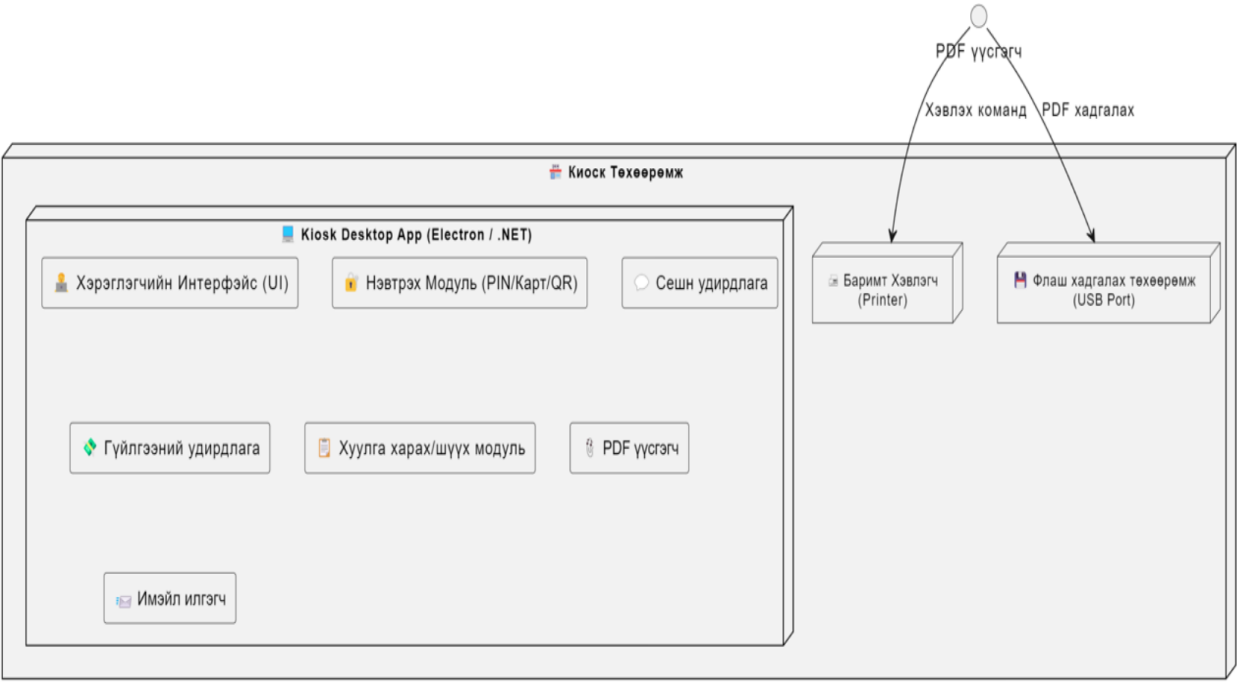 PDF үүсгэгч
Хэвлэх команд
PDF хадгалах
Киоск Төхөөрөмж
Kiosk Desktop App (Electron / .NET)
Хэрэглэгчийн Интерфэйс (UI)
Нэвтрэх Модуль (PIN/Карт/QR)
Сешн удирдлага
Баримт Хэвлэгч
(Printer)
Флаш хадгалах төхөөрөмж
(USB Port)
Гүйлгээний удирдлага
Хуулга харах/шүүх модуль
PDF үүсгэгч
Имэйл илгэгч